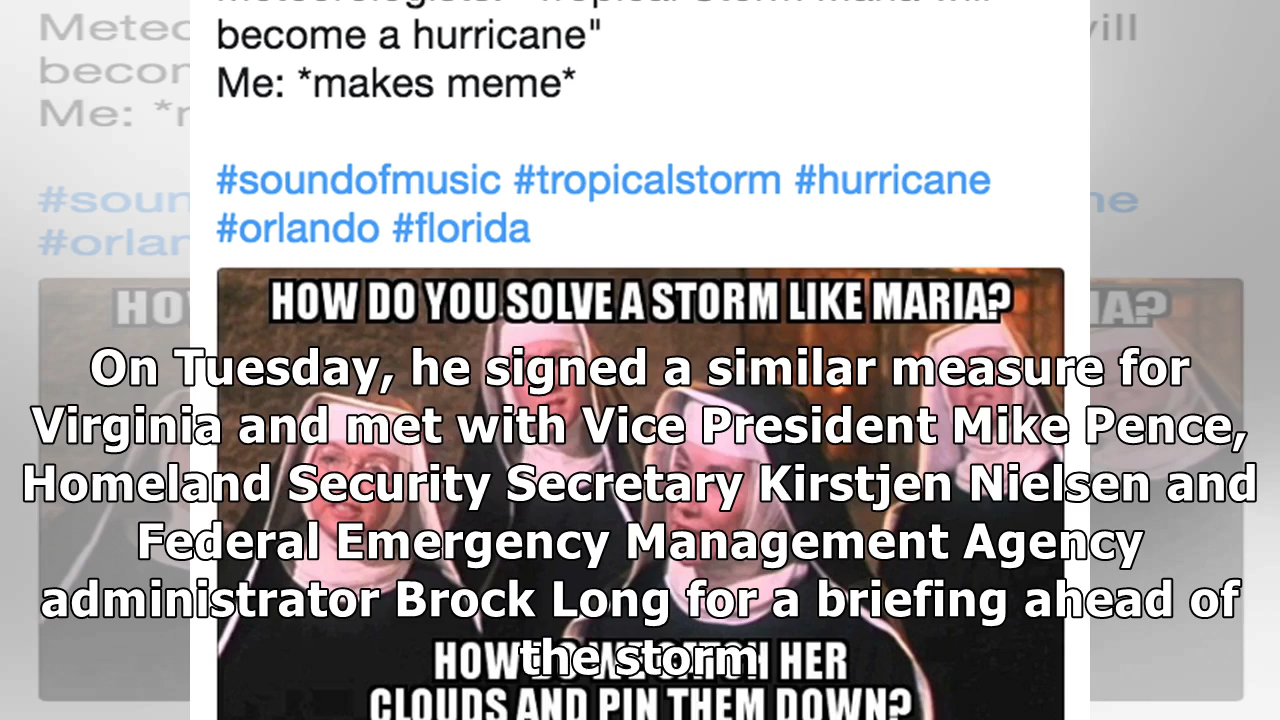 become a hurricane"
Me: *makes meme*
#soundofmusic #tropicalstorm #hurricane
#orlando #florida
HOW DO YOU SOLVE A STORM LIKE MARIA?
On Tuesday, he signed a similar measure for
Virginia and met with Vice President Mike Pence,
Homeland Security Secretary Kirstjen Nielsen and
Federal Emergency Management Agency
administrator Brock Long for a briefing ahead of
the storm
HOW HER
CLOUDS AND PIN THEM DOWN?